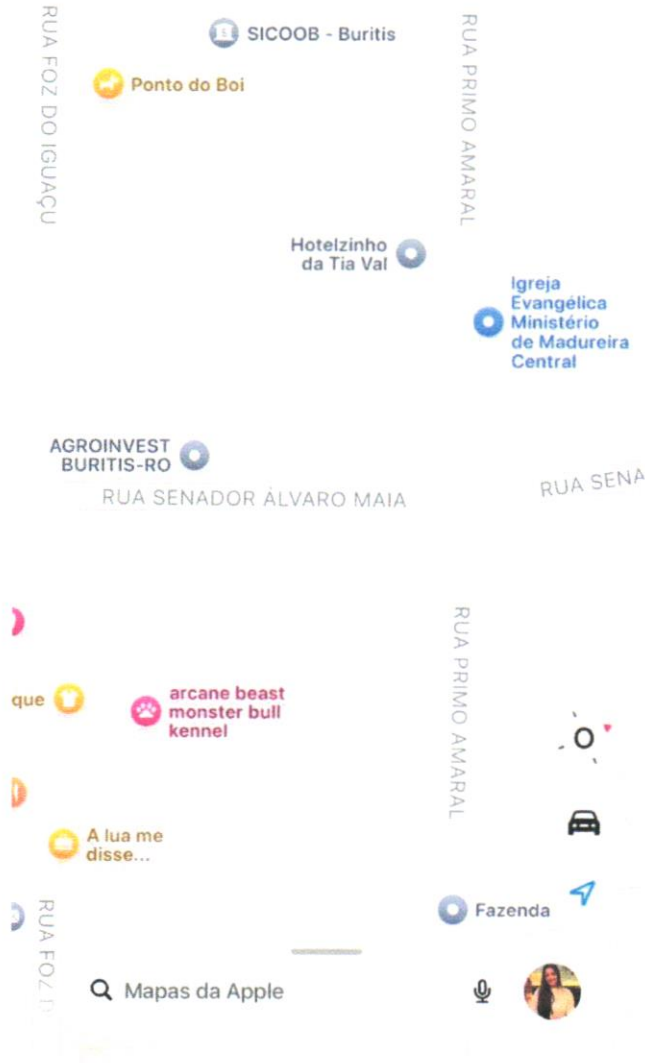 RUA FOZ DO IGUAÇU
SICOOB - Buritis
RUA PRIMO AMARAL
Ponto do Boi
Hotelzinho
da Tia Val
Igreja
Evangélica
Ministério
de Madureira
Central
AGROINVEST
BURITIS-RO
RUA SENADOR ÁLVARO MAIA
RUA SENA
RUA PRIMO AMARAL
que
arcane beast
monster bull
kennel
A lua me
disse...
RUA FOZ D
Fazenda
O
Mapas da Apple